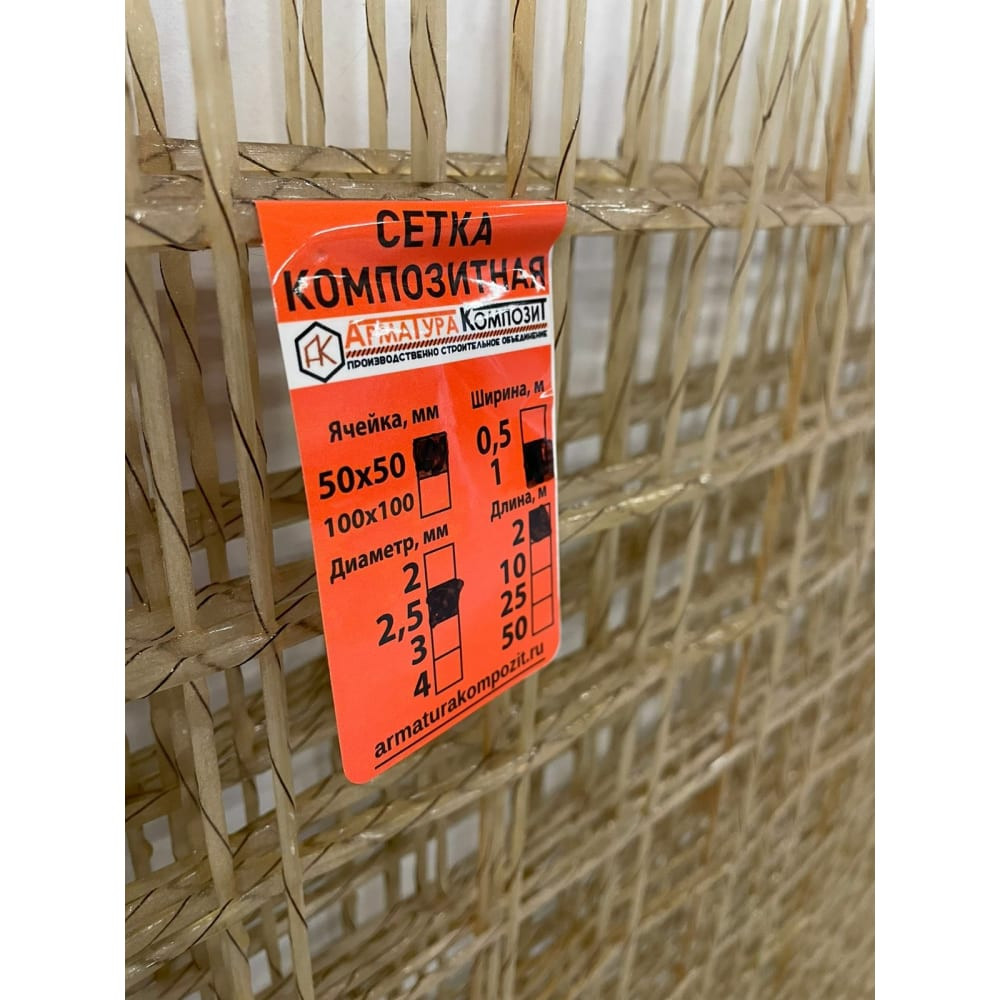 СЕТКА
КОМПОЗИТНАЯ
АК АРМАТУРА КОМПОЗИТ
ПРОИЗВОДСТВЕННО СТРОИТЕЛЬНОЕ ОБЪЕДИНЕНИЕ
Ячейка, мм
50х50
100х100
Диаметр, мм
2
2,5
3
4
Ширина, м
0,5
1
Длина, м
2
10
25
50
armaturakompozit.ru